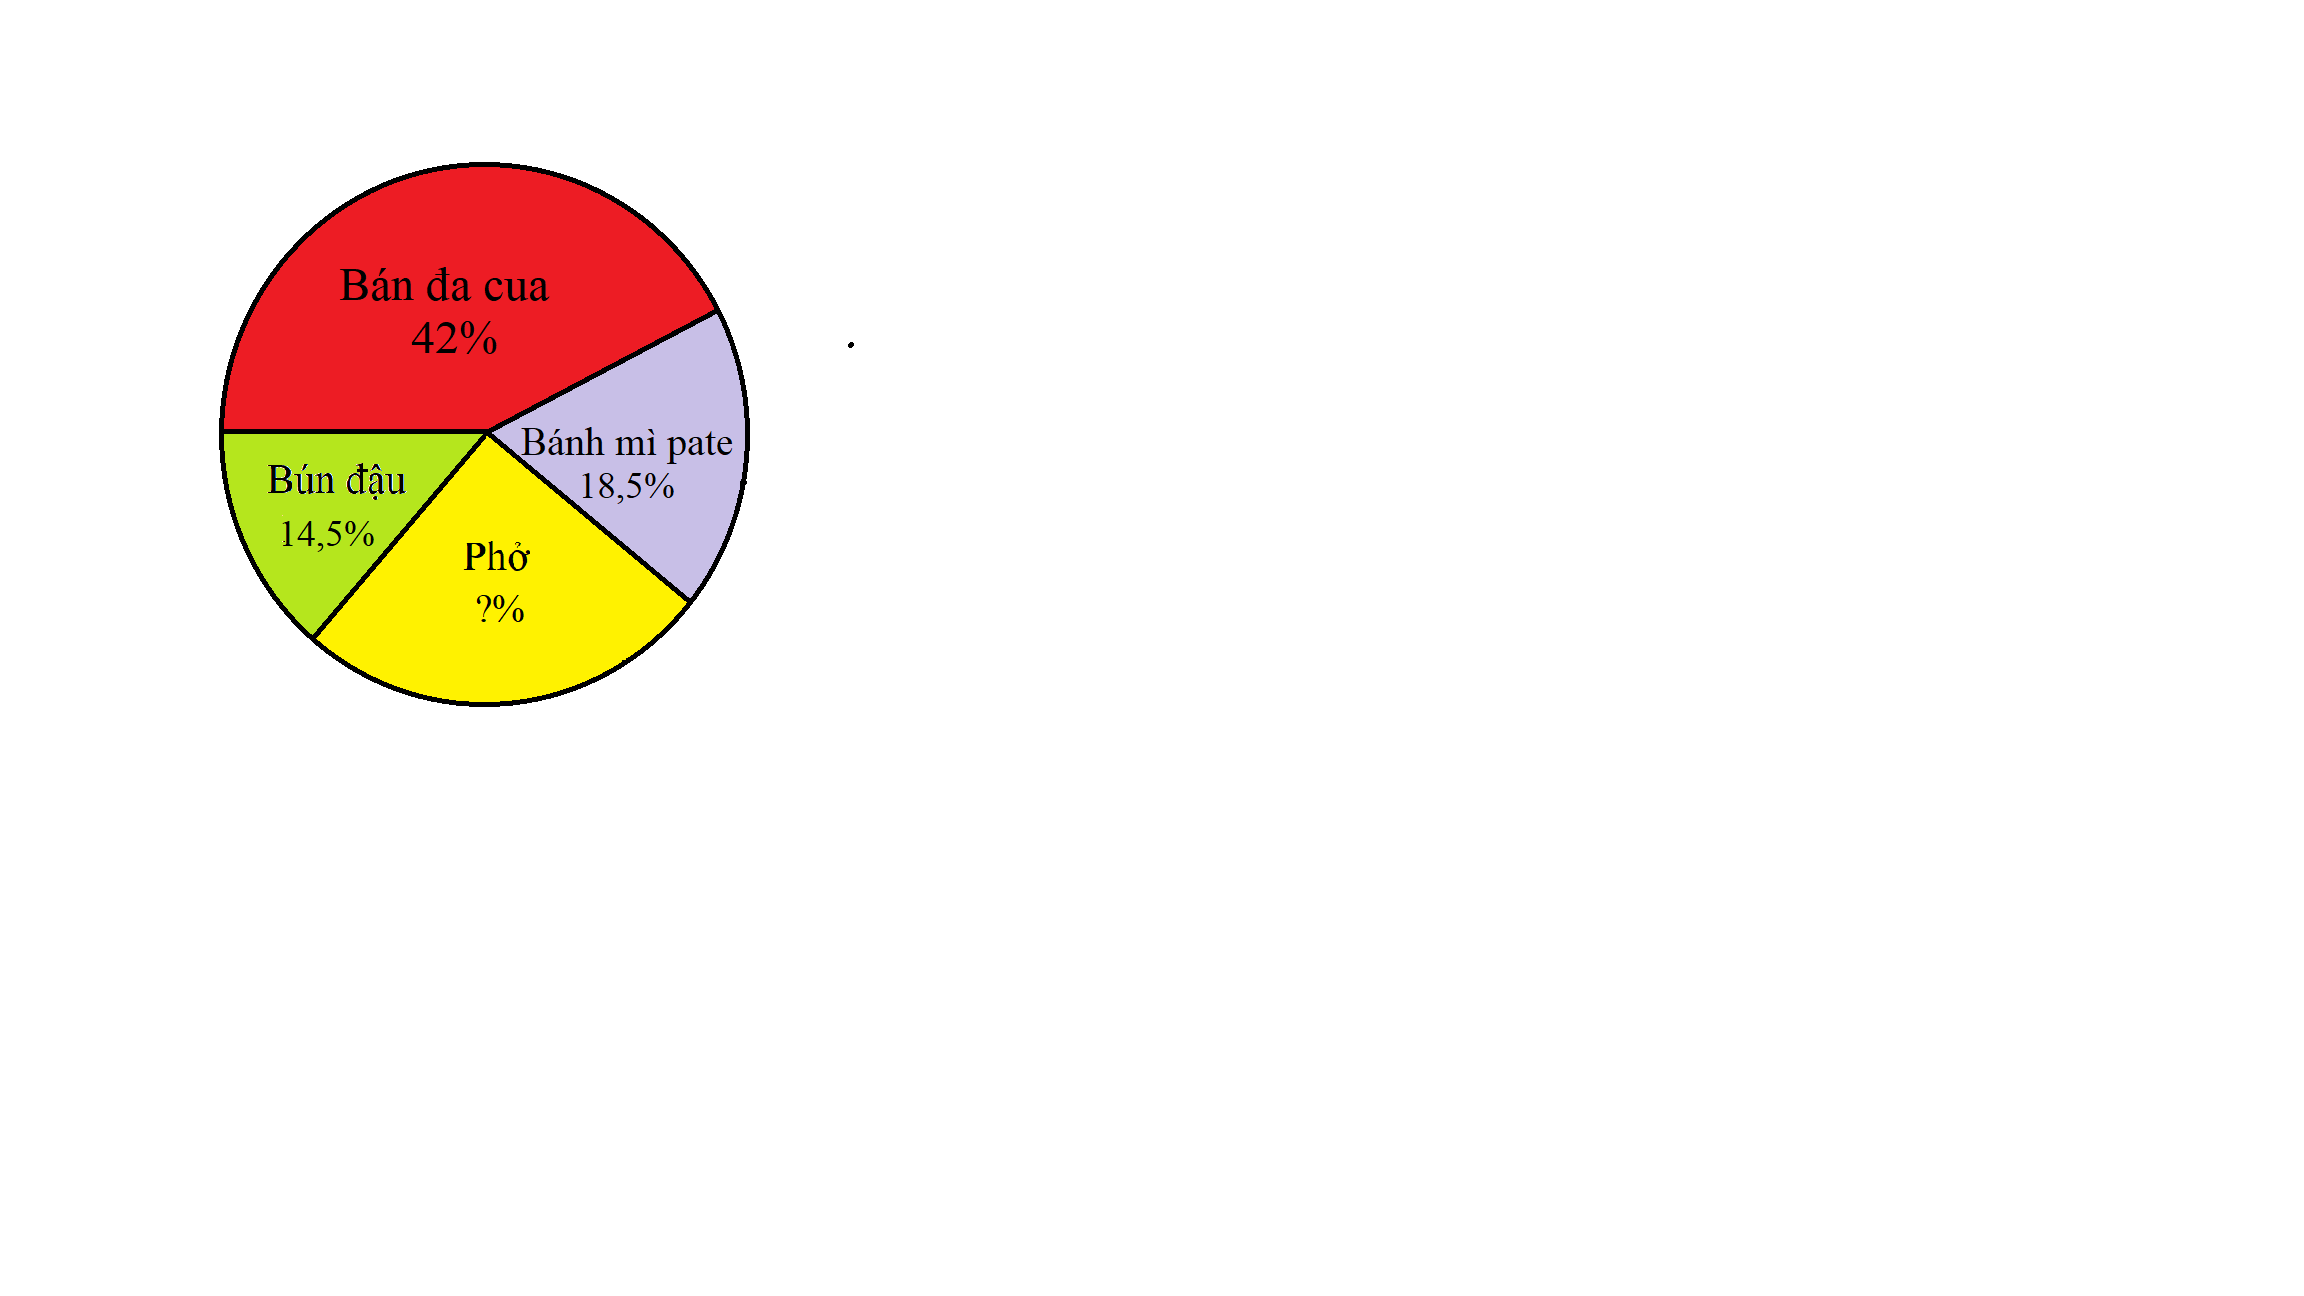 Bán đa cua
42%
Bánh mì pate
18,5%
Bún đậu
14,5%
Phở
?%